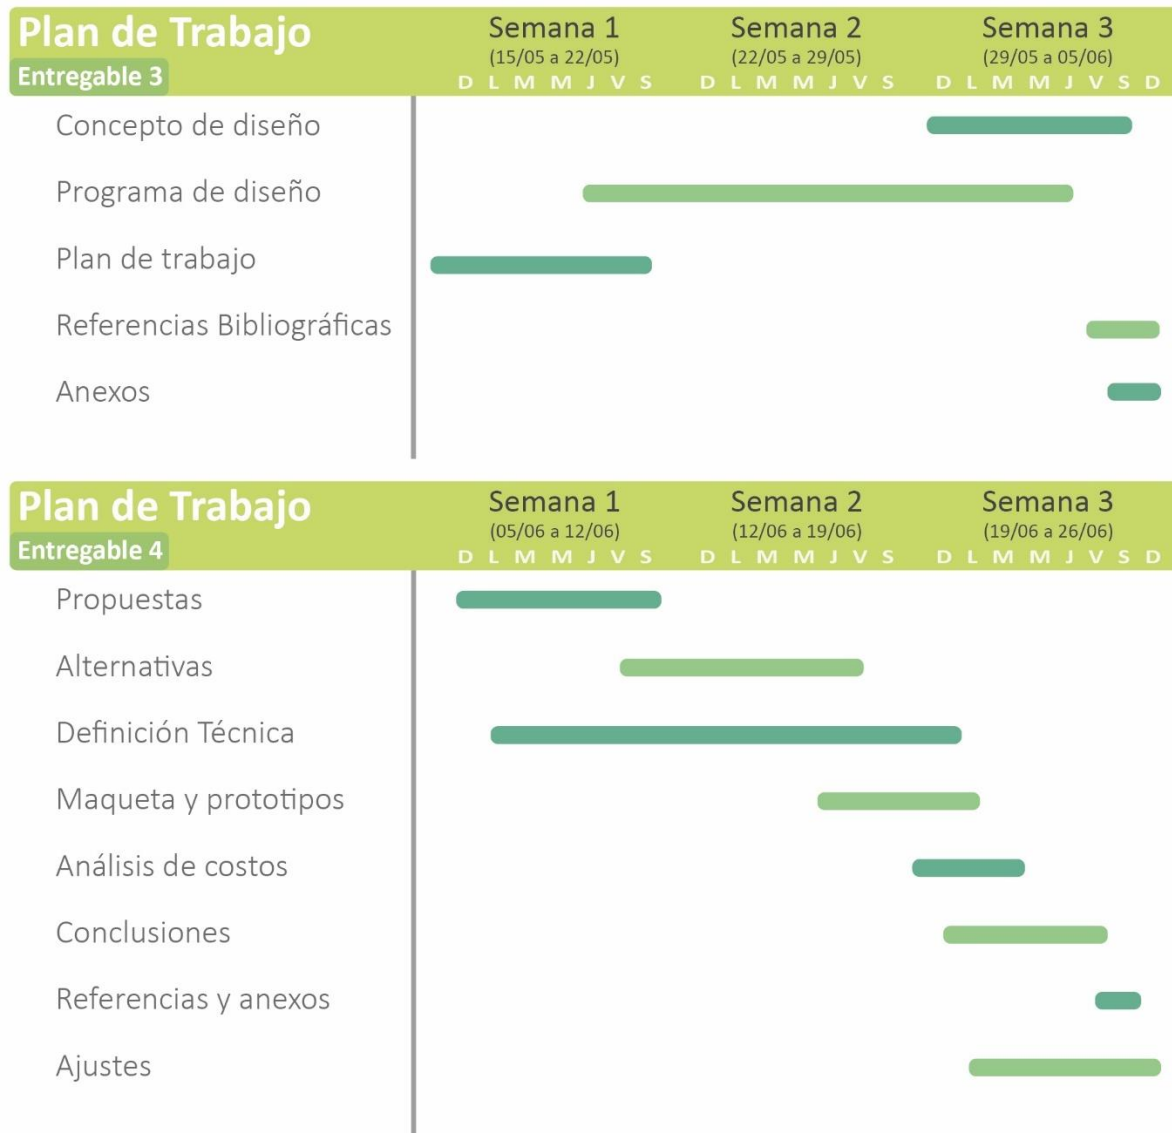 Plan de Trabajo
Entregable 3
Semana 1
(15/05 a 22/05)
D L M M J V S
Semana 2
(22/05 a 29/05)
D L M M J V S
Semana 3
(29/05 a 05/06)
D L M M J V S D
Concepto de diseño
Programa de diseño
Plan de trabajo
Referencias Bibliográficas
Anexos
Plan de Trabajo
Entregable 4
Semana 1
(05/06 a 12/06)
D L M M J V S
Semana 2
(12/06 a 19/06)
D L M M J V S
Semana 3
(19/06 a 26/06)
D L M M J V S D
Propuestas
Alternativas
Definición Técnica
Maqueta y prototipos
Análisis de costos
Conclusiones
Referencias y anexos
Ajustes